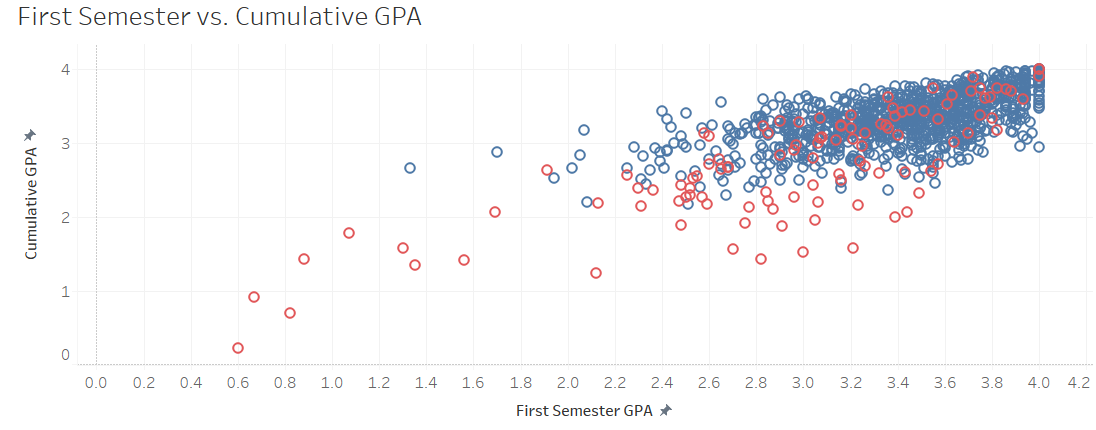 First Semester vs. Cumulative GPA
4
3
2
1
0
Cumulative GPA
0.0 0.2 0.4 0.6 0.8 1.0 1.2 1.4 1.6 1.8 2.0 2.2 2.4 2.6 2.8 3.0 3.2 3.4 3.6 3.8 4.0 4.2
First Semester GPA